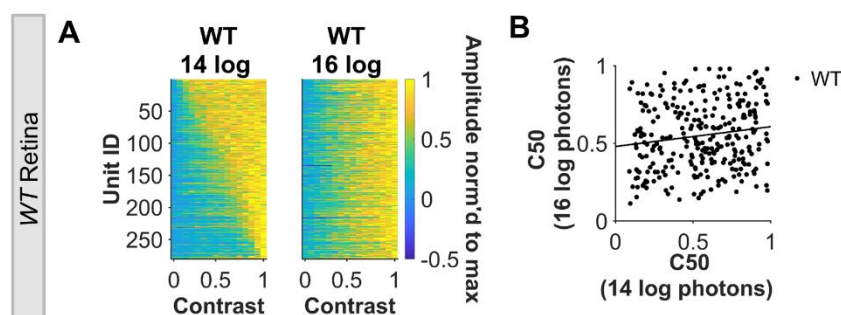 WT Retina
A
WT
14 log
WT
16 log
Unit ID
50
100
150
200
250
0 0.5 1
Contrast
0 0.5 1
Contrast
1
0.5
0
-0.5
Amplitude norm'd to max
B
C50
(16 log photons)
1
0.5
0
0 0.5 1
C50
(14 log photons)
WT